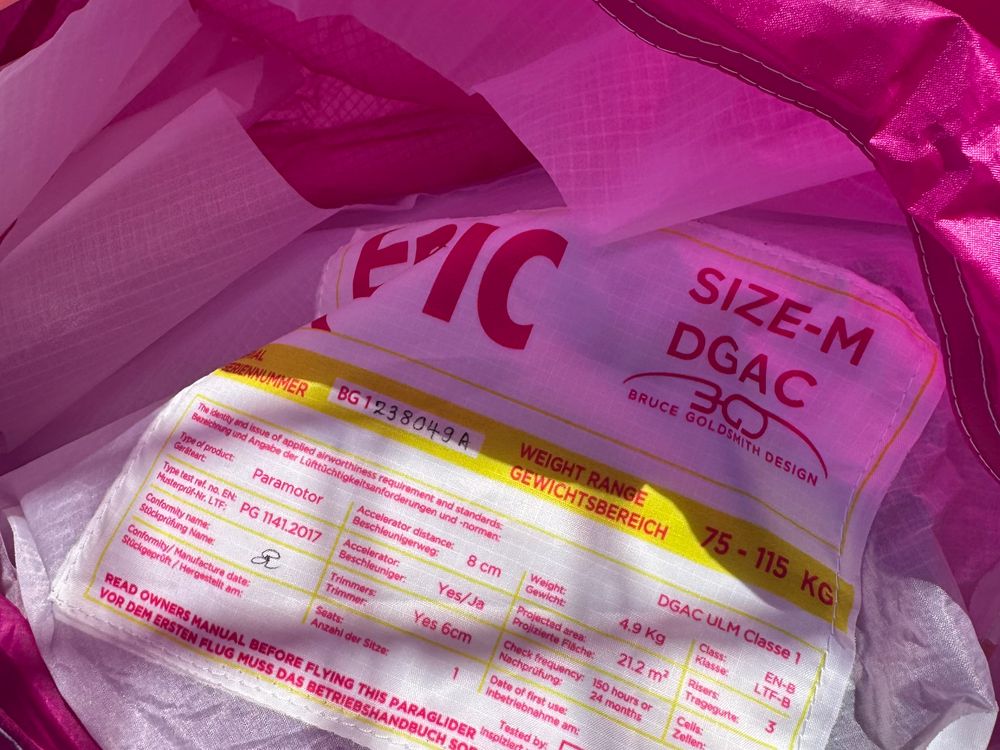 EPIC
SIZE-M
DGAC
BGD
BRUCE GOLDSMITH DESIGN
SERIENNUMMER
BG 1238049A
WEIGHT RANGE
GEWICHTSBEREICH
75 - 115 KG
The identity and issue of applied airworthiness requirement and standards:
Bezeichnung und Angabe der Lüftuchtigkeitsanforderungen und -normen:
DGAC ULM Classe 1
Type of product:
Geräteart:
Paramotor
Type test ref. no. EN:
Musterprüf-Nr. LTF:
PG 1141.2017
Conformity name:
Stückprüfung Name:
Conformity/ Manufacture date:
Stückgeprüft / Hergestellt am:
Accelerator distance:
Beschleunigerweg:
8 cm
Accelerator:
Beschleuniger:
Yes/Ja
Trimmers:
Trimmer:
Yes 6cm
Seats:
Anzahl der Sitze:
1
Weight:
Gewicht:
4.9 Kg
Projected area:
Projizierte Fläche:
21.2 m²
Check frequency:
Nachprüfung:
150 hours or
24 months
Date of first use:
Inbetriebnahme am:
Tested by:
Inspiziert
Class:
Klasse:
EN-B
LTF-B
Risers:
Tragegurte:
3
Cells:
Zellen:
READ OWNERS MANUAL BEFORE FLYING THIS PARAGLIDER
VOR DEM ERSTEN FLUG MUSS DAS BETRIEBSHANDBUCH